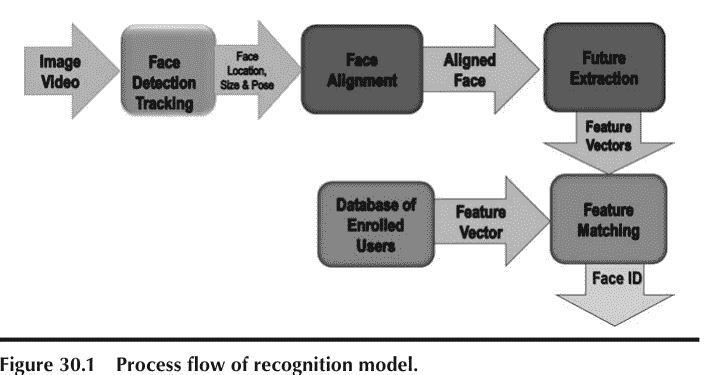 Image
Video
Face
Detection
Tracking
Face
Location,
Size & Pose
Face
Alignment
Aligned
Face
Future
Extraction
Feature
Vectors
Database of
Enrolled
Users
Feature
Vector
Feature
Matching
Face ID
Figure 30.1 Process flow of recognition model.